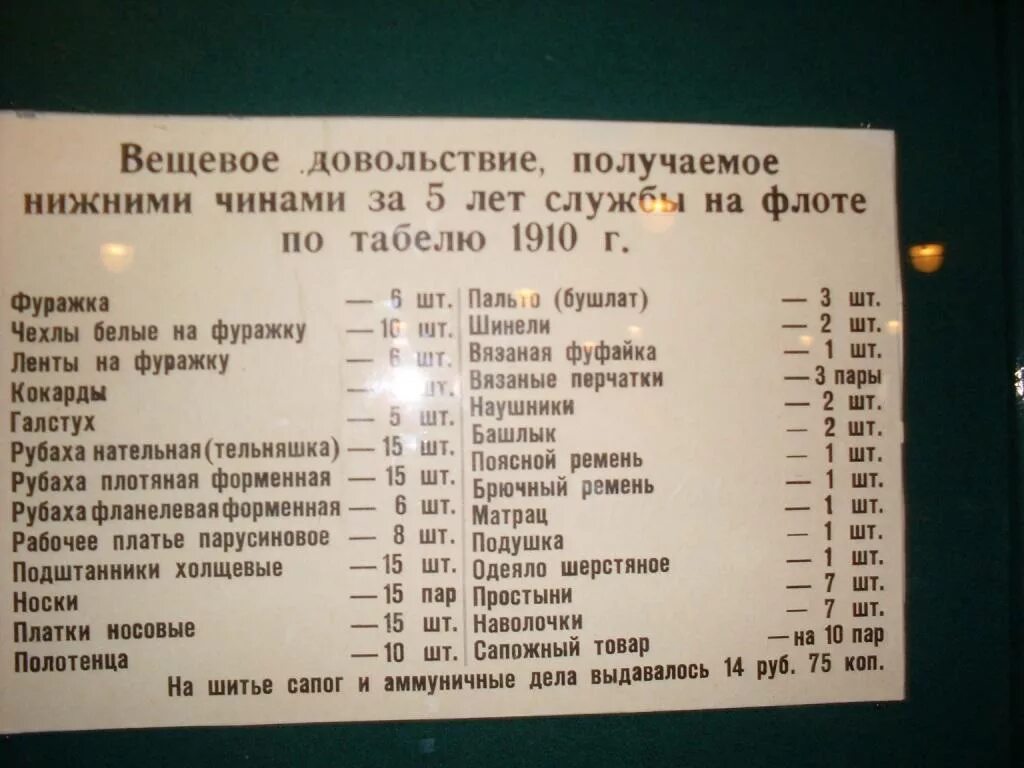 Вещевое довольствие, получаемое
нижними чинами за 5 лет службы на флоте
по табелю 1910 г.
Фуражка — 6 шт.
Чехлы белые на фуражку — 10 шт.
Ленты на фуражку — 6 шт.
Кокарды шт.
Галстух — 5 шт.
Рубаха нательная (тельняшка) — 15 шт.
Рубаха плотяная форменная — 15 шт.
Рубаха фланелевая форменная — 6 шт.
Рабочее платье парусиновое — 8 шт.
Подштанники холщевые — 15 шт.
Носки — 15 пар
Платки носовые — 15 шт.
Полотенца — 10 шт.
Пальто (бушлат) — 3 шт.
Шинели — 2 шт.
Вязаная фуфайка — 1 шт.
Вязаные перчатки — 3 пары
Наушники — 2 шт.
Башлык — 2 шт.
Поясной ремень — 1 шт.
Брючный ремень — 1 шт.
Матрац — 1 шт.
Подушка — 1 шт.
Одеяло шерстяное — 1 шт.
Простыни — 7 шт.
Наволочки — 7 шт.
Сапожный товар — на 10 пар
На шитье сапог и аммуничные дела выдавалось 14 руб. 75 коп.